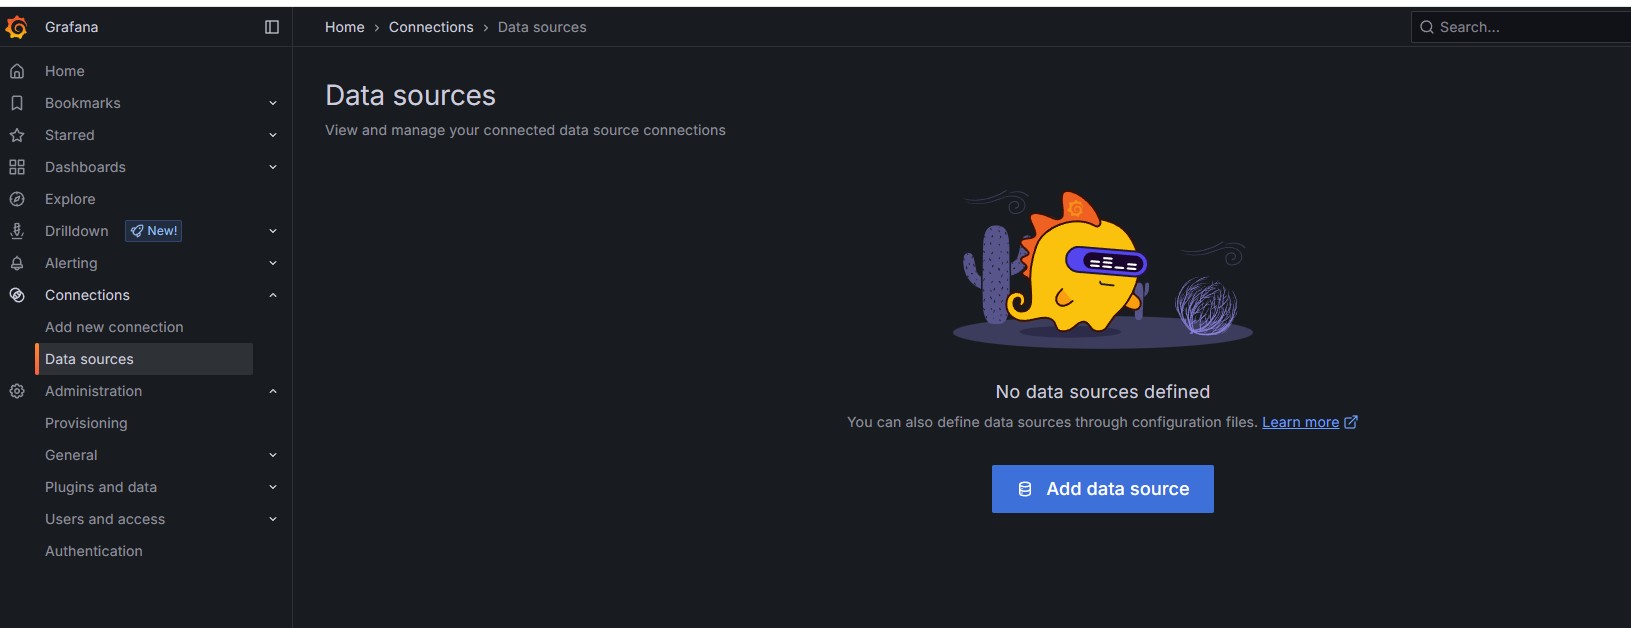 Grafana
Home › Connections › Data sources
Search...
Home
Bookmarks
Starred
Dashboards
Explore
Drilldown New!
Alerting
Connections
Add new connection
Data sources
Administration
Provisioning
General
Plugins and data
Users and access
Authentication
Data sources
View and manage your connected data source connections
No data sources defined
You can also define data sources through configuration files. Learn more
Add data source